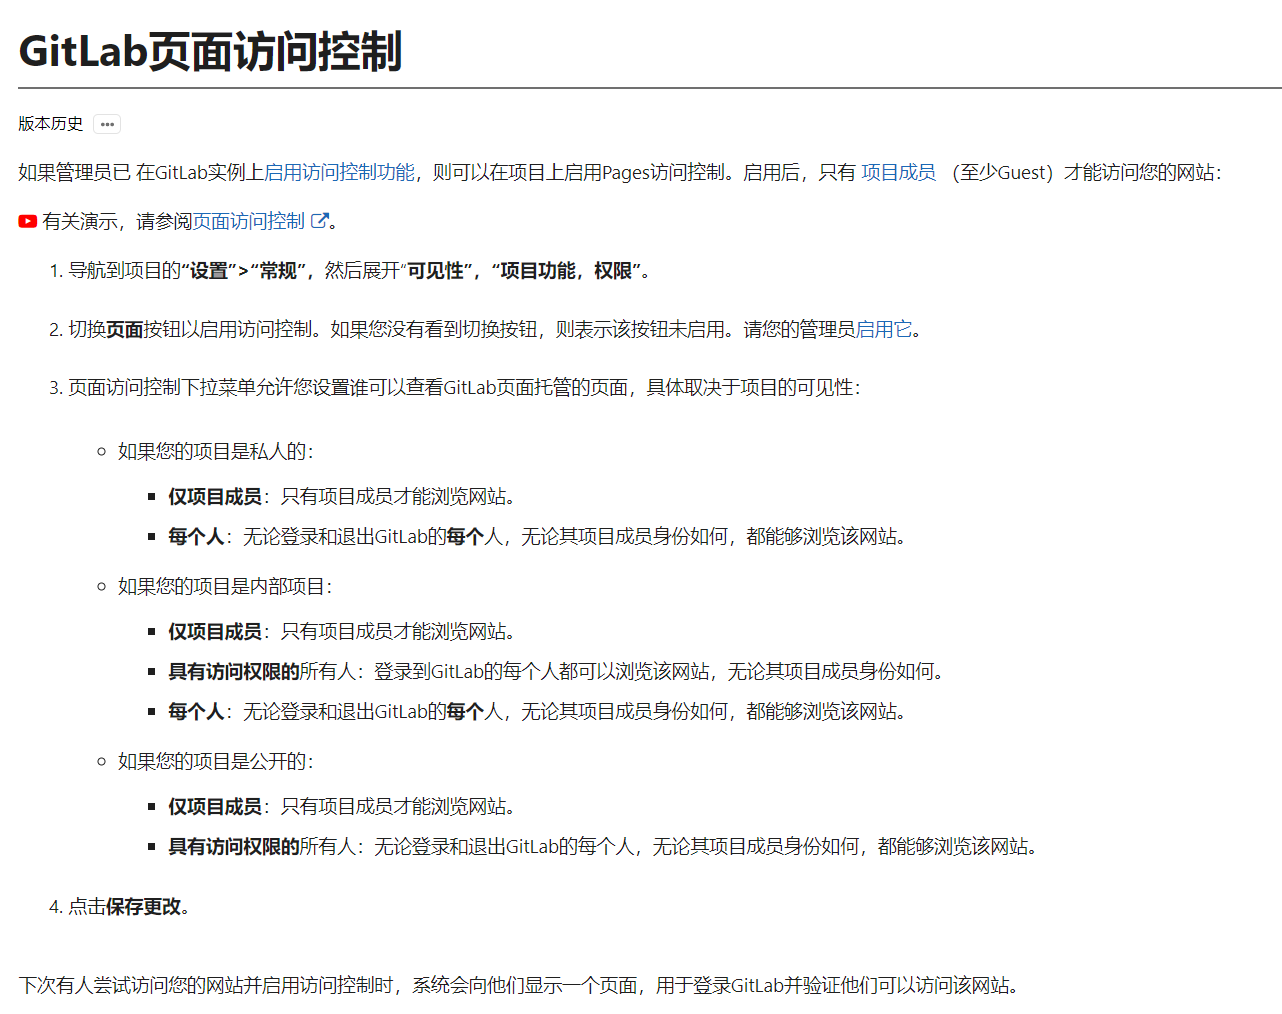 GitLab页面访问控制
版本历史 •••
如果管理员已 在GitLab实例上启用访问控制功能，则可以在项目上启用Pages访问控制。启用后，只有 项目成员 （至少Guest）才能访问您的网站：
有关演示，请参阅页面访问控制 。
1. 导航到项目的“设置”>“常规”，然后展开“可见性”，“项目功能，权限”。
2. 切换页面按钮以启用访问控制。如果您没有看到切换按钮，则表示该按钮未启用。请您的管理员启用它。
3. 页面访问控制下拉菜单允许您设置谁可以查看GitLab页面托管的页面，具体取决于项目的可见性：
如果您的项目是私人的：
仅项目成员：只有项目成员才能浏览网站。
每个人：无论登录和退出GitLab的每个人，无论其项目成员身份如何，都能够浏览该网站。
如果您的项目是内部项目：
仅项目成员：只有项目成员才能浏览网站。
具有访问权限的所有人：登录到GitLab的每个人都可以浏览该网站，无论其项目成员身份如何。
每个人：无论登录和退出GitLab的每个人，无论其项目成员身份如何，都能够浏览该网站。
如果您的项目是公开的：
仅项目成员：只有项目成员才能浏览网站。
具有访问权限的所有人：无论登录和退出GitLab的每个人，无论其项目成员身份如何，都能够浏览该网站。
4. 点击保存更改。
下次有人尝试访问您的网站并启用访问控制时，系统会向他们显示一个页面，用于登录GitLab并验证他们可以访问该网站。